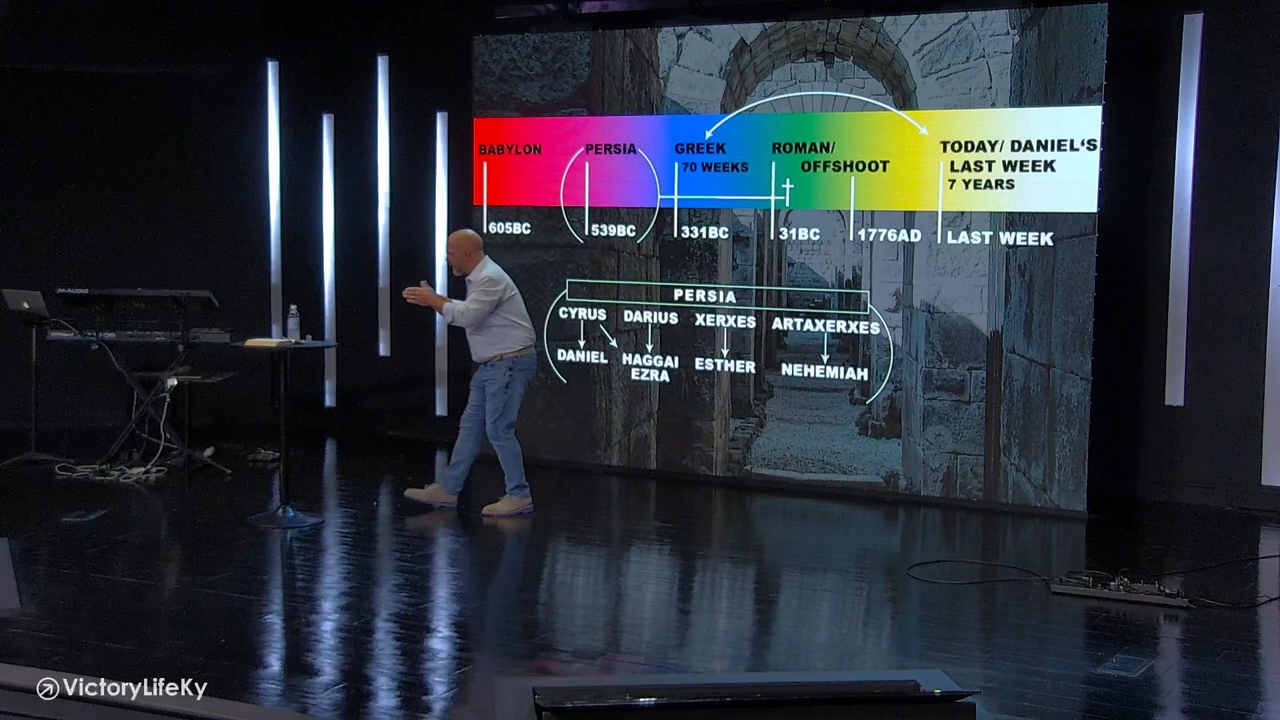 BABYLON
PERSIA
GREEK
70 WEEKS
ROMAN/
OFFSHOOT
TODAY/ DANIEL'S
LAST WEEK
7 YEARS
605BC
539BC
331BC
31BC
1776AD
LAST WEEK
PERSIA
CYRUS DARIUS XERXES ARTAXERXES
DANIEL HAGGAI ESTHER NEHEMIAH
EZRA
M-AUDIO
VictoryLifeKy